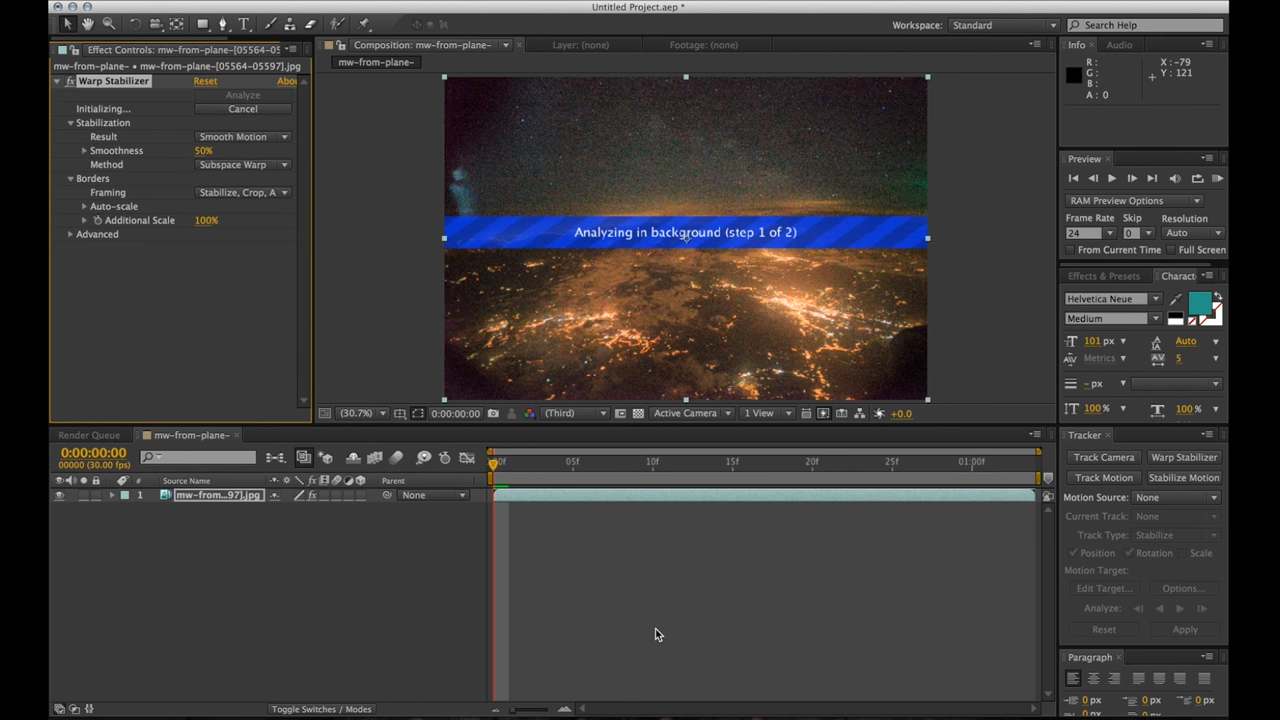 Untitled Project.aep *
Workspace: Standard
Search Help
Effect Controls: mw-from-plane-[05564-05
mw-from-plane- • mw-from-plane-[05564-05597].jpg
fx Warp Stabilizer Reset Abou
Analyze
Initializing... Cancel
Stabilization
Result Smooth Motion
Smoothness 50%
Method Subspace Warp
Borders
Framing Stabilize, Crop, A
Auto-scale
Additional Scale 100%
Advanced
Composition: mw-from-plane- Layer: (none) Footage: (none)
mw-from-plane-
Analyzing in background (step 1 of 2)
(30.7%) 0:00:00:00 (Third) Active Camera 1 View +0.0
Info Audio
R: X : -79
G: Y : 121
B:
A: 0
Preview
RAM Preview Options
Frame Rate Skip Resolution
24 0 Auto
From Current Time Full Screen
Effects & Presets Charact
Helvetica Neue
Medium
101 px Auto
Metrics 5
- px
100 % 100 %
Render Queue mw-from-plane-
0:00:00:00
00000 (30.00 fps)
05f 10f 15f 20f 25f 01:00f
# Source Name Parent
1 mw-from...97].jpg None
Toggle Switches / Modes
Tracker
Track Camera Warp Stabilizer
Track Motion Stabilize Motion
Motion Source: None
Current Track: None
Track Type: Stabilize
Position Rotation Scale
Motion Target:
Edit Target... Options...
Analyze:
Reset Apply
Paragraph
0 px 0 px 0 px